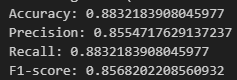 Accuracy: 0.8832183908045977
Precision: 0.8554717629137237
Recall: 0.8832183908045977
F1-score: 0.8568202208560932